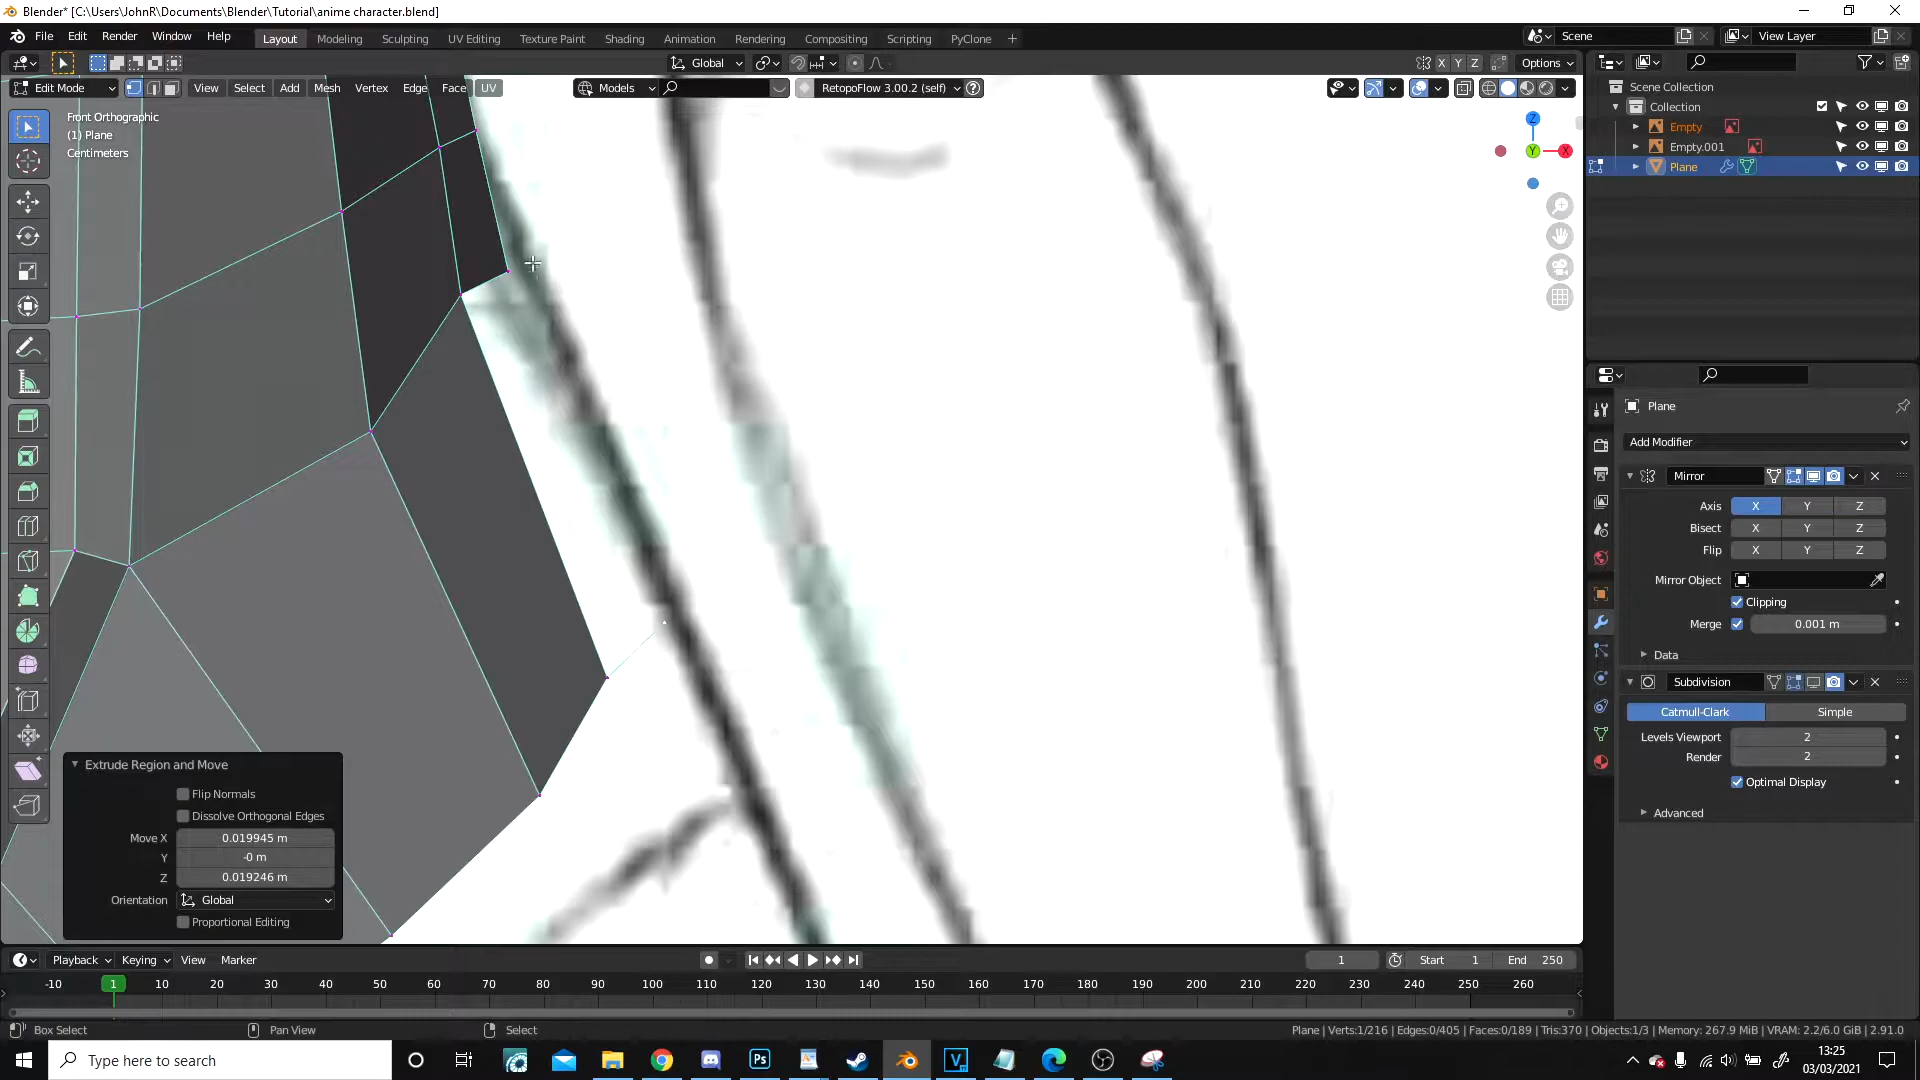 Blender* [C:\Users\JohnR\Documents\Blender\Tutorial\anime character.blend]
File Edit Render Window Help Layout Modeling Sculpting UV Editing Texture Paint Shading Animation Rendering Compositing Scripting PyClone Scene View Layer
Global X Y Z Options
Edit Mode View Select Add Mesh Vertex Edge Face UV Models RetopoFlow 3.00.2 (self)
Front Orthographic
(1) Plane
Centimeters
Z
Y X
Scene Collection
Collection
Empty
Empty.001
Plane
Plane
Add Modifier
Mirror
Axis X Y Z
Bisect X Y Z
Flip X Y Z
Mirror Object
Clipping
Merge 0.001 m
Data
Subdivision
Catmull-Clark Simple
Levels Viewport 2
Render 2
Optimal Display
Advanced
Extrude Region and Move
Flip Normals
Dissolve Orthogonal Edges
Move X 0.019945 m
Y -0 m
Z 0.019246 m
Orientation Global
Proportional Editing
Playback Keying View Marker 1 Start 1 End 250
-10 1 10 20 30 40 50 60 70 80 90 100 110 120 130 140 150 160 170 180 190 200 210 220 230 240 250 260
Box Select Pan View Select Plane | Verts:1/216 | Edges:0/405 | Faces:0/189 | Tris:370 | Objects:1/3 | Memory: 267.9 MiB | VRAM: 2.2/6.0 GiB | 2.91.0
Type here to search
13:25
03/03/2021